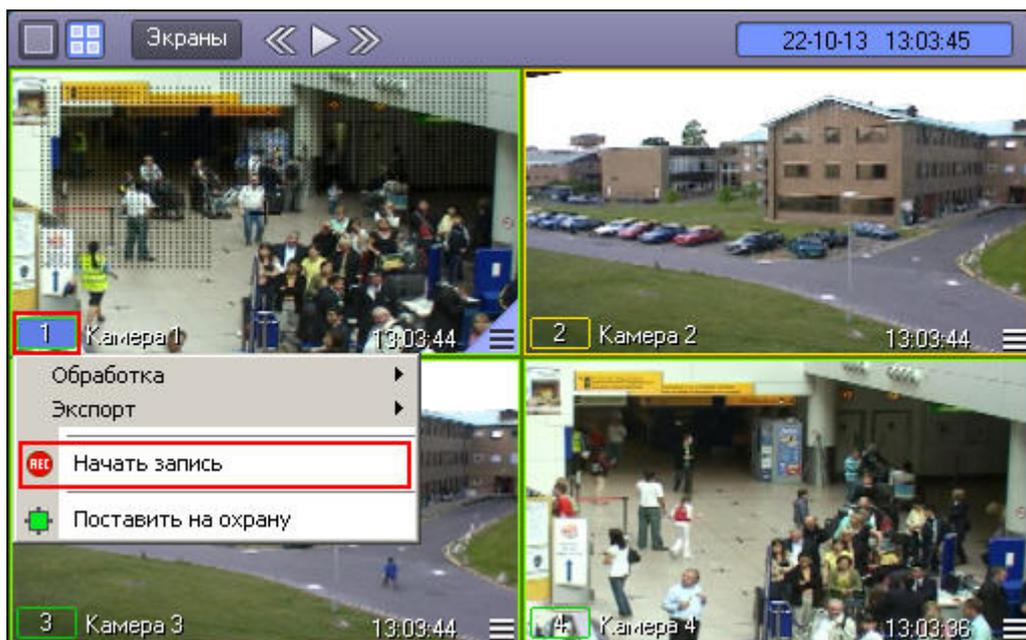 Экраны
22-10-13 13:03:45
1 Камера 1 13:03:44
2 Камера 2 13:03:44
Обработка
Экспорт
REC Начать запись
Поставить на охрану
3 Камера 3 13:03:44
4 Камера 4 13:03:36